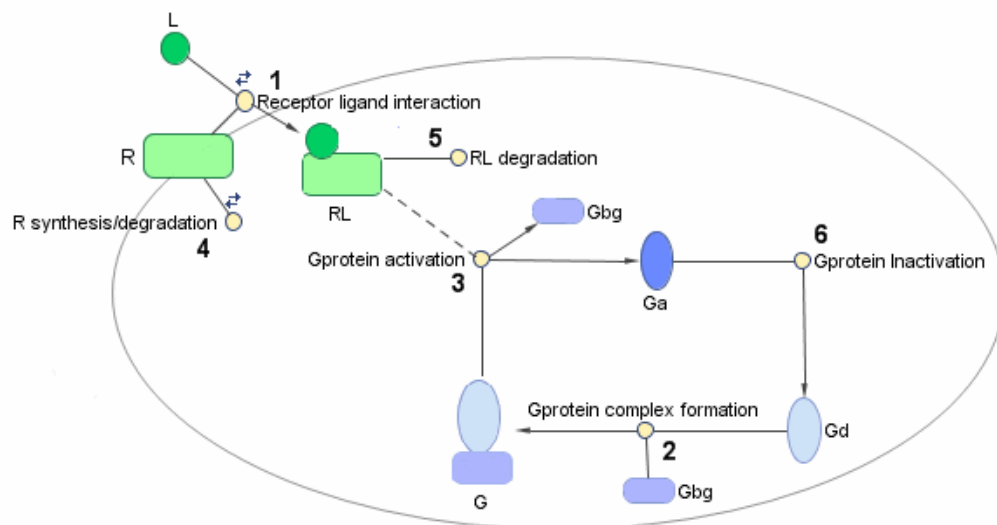 L
1
Receptor ligand interaction
R
5
RL degradation
RL
R synthesis/degradation
4
Gbg
Gprotein activation
3
6
Gprotein Inactivation
Ga
Gprotein complex formation
Gd
2
G
Gbg